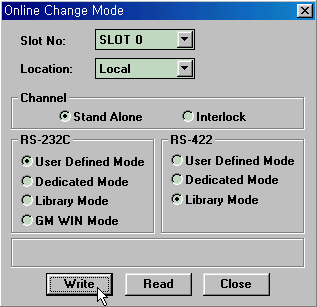 Online Change Mode
Slot No: SLOT 0
Location: Local
Channel
Stand Alone Interlock
RS-232C
User Defined Mode
Dedicated Mode
Library Mode
GM WIN Mode
RS-422
User Defined Mode
Dedicated Mode
Library Mode
Write Read Close